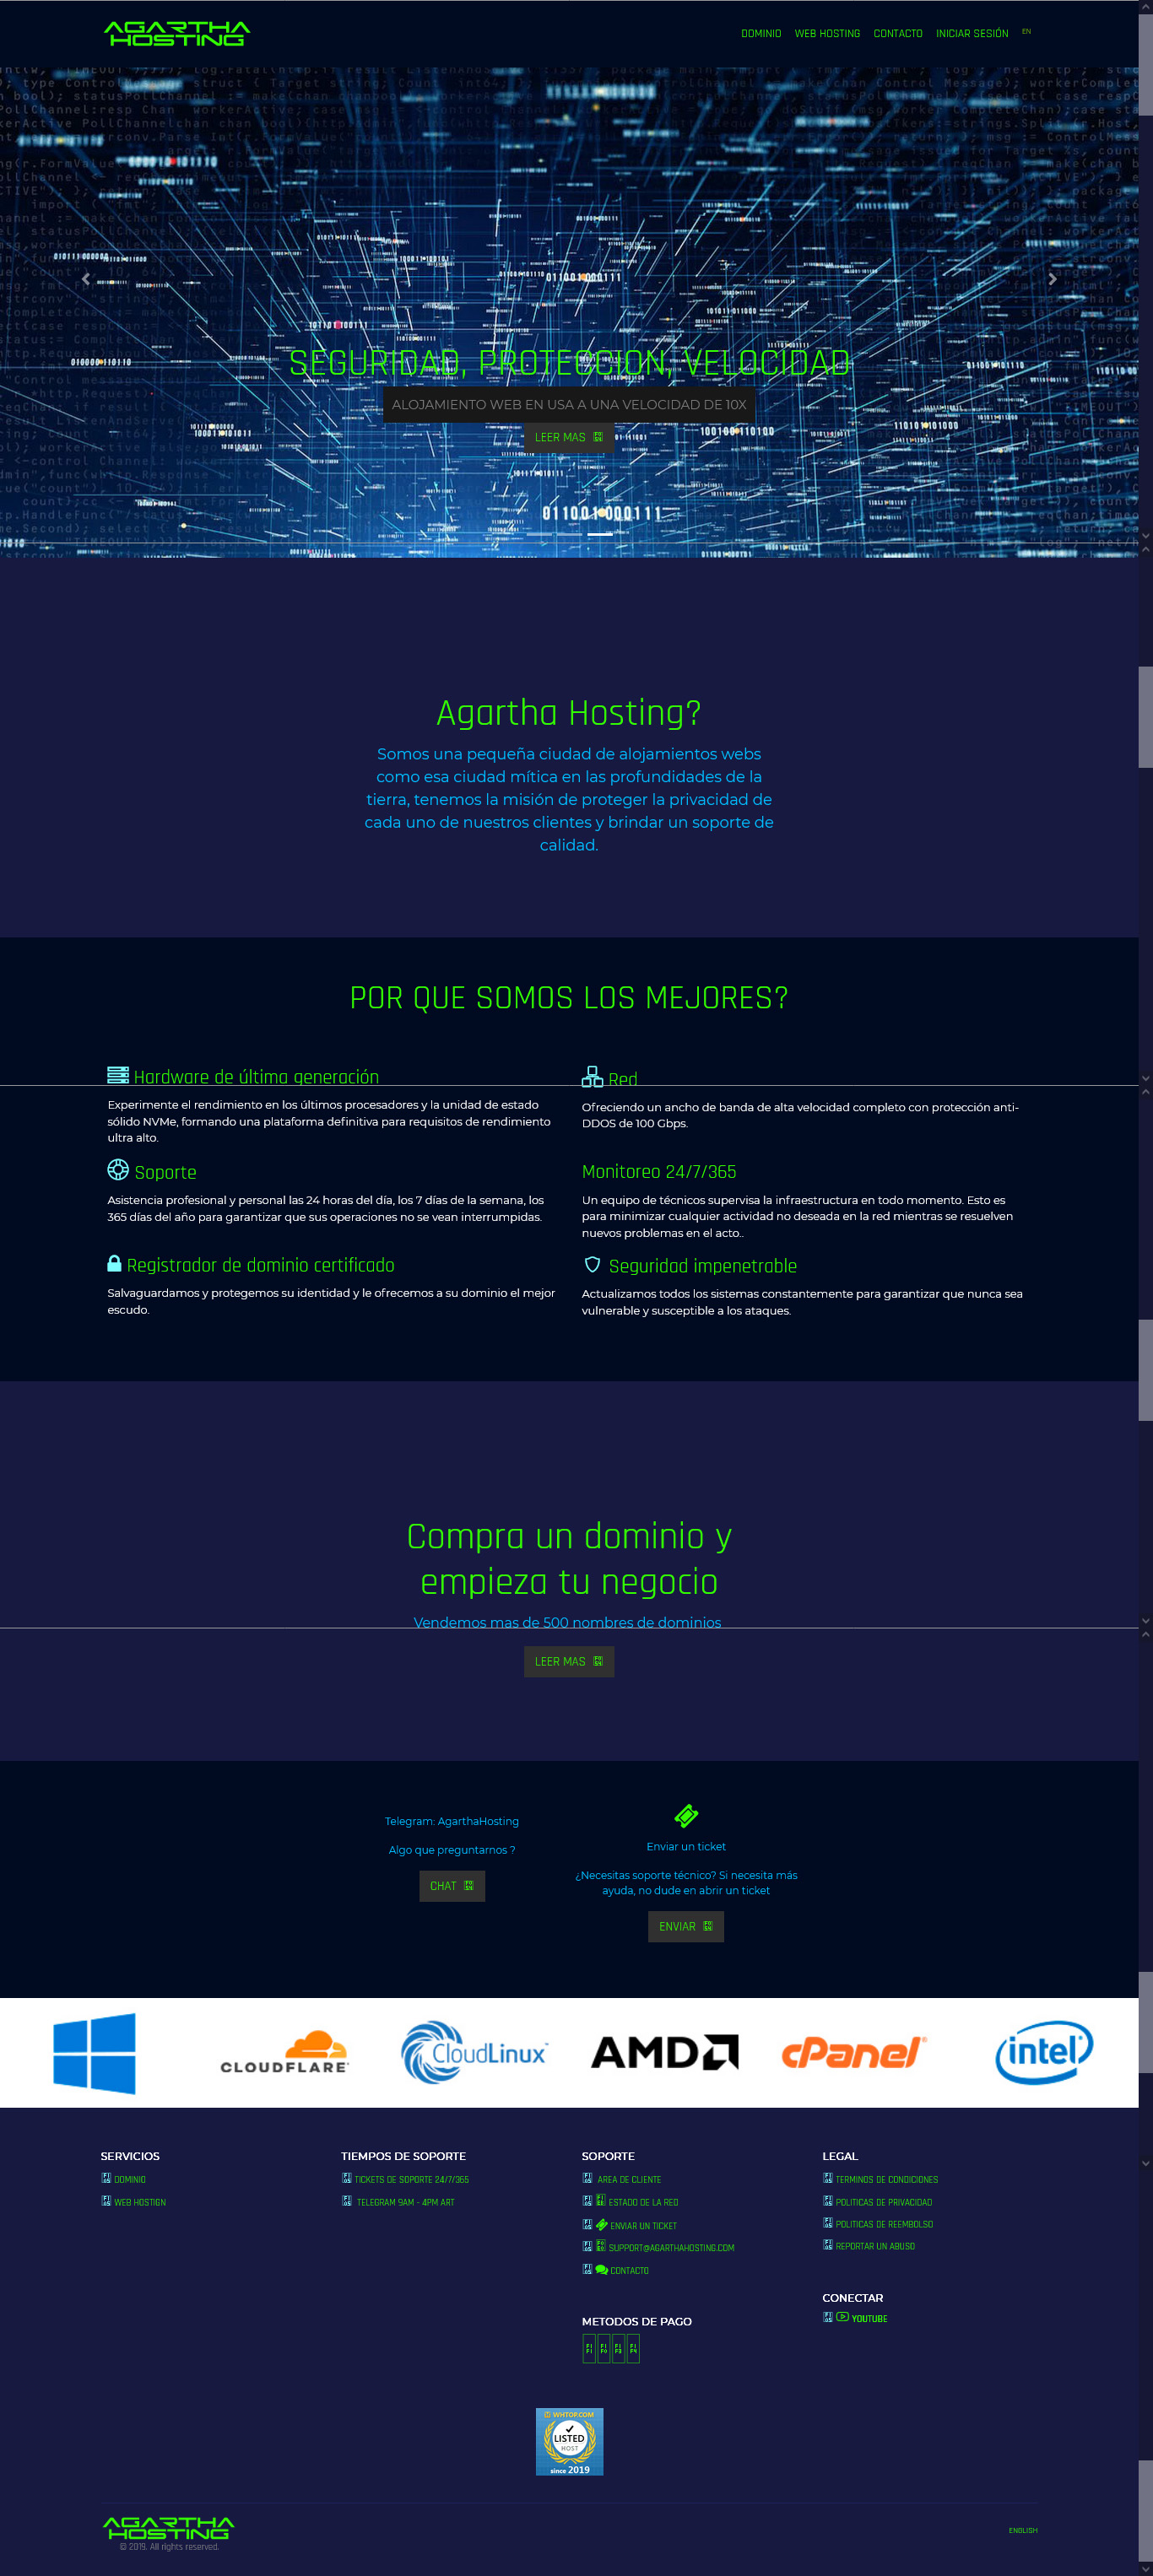 AGARTHA
HOSTING
DOMINIO WEB HOSTING CONTACTO INICIAR SESIÓN EN
SEGURIDAD, PROTECCION, VELOCIDAD
ALOJAMIENTO WEB EN USA A UNA VELOCIDAD DE 10X
LEER MAS
Agartha Hosting?
Somos una pequeña ciudad de alojamientos webs
como esa ciudad mítica en las profundidades de la
tierra, tenemos la misión de proteger la privacidad de
cada uno de nuestros clientes y brindar un soporte de
calidad.
POR QUE SOMOS LOS MEJORES?
Hardware de última generación
Experimente el rendimiento en los últimos procesadores y la unidad de estado
sólido NVMe, formando una plataforma definitiva para requisitos de rendimiento
ultra alto.
Red
Ofreciendo un ancho de banda de alta velocidad completo con protección anti-
DDOS de 100 Gbps.
Soporte
Asistencia profesional y personal las 24 horas del día, los 7 días de la semana, los
365 días del año para garantizar que sus operaciones no se vean interrumpidas.
Monitoreo 24/7/365
Un equipo de técnicos supervisa la infraestructura en todo momento. Esto es
para minimizar cualquier actividad no deseada en la red mientras se resuelven
nuevos problemas en el acto..
Registrador de dominio certificado
Salvaguardamos y protegemos su identidad y le ofrecemos a su dominio el mejor
escudo.
Seguridad impenetrable
Actualizamos todos los sistemas constantemente para garantizar que nunca sea
vulnerable y susceptible a los ataques.
Compra un dominio y
empieza tu negocio
Vendemos mas de 500 nombres de dominios
LEER MAS
Telegram: AgarthaHosting
Algo que preguntarnos ?
CHAT
Enviar un ticket
¿Necesitas soporte técnico? Si necesita más
ayuda, no dude en abrir un ticket
ENVIAR
CLOUDFLARE
CloudLinux
AMD
cPanel
intel
SERVICIOS
DOMINIO
WEB HOSTIGN
TIEMPOS DE SOPORTE
TICKETS DE SOPORTE 24/7/365
TELEGRAM 9AM - 4PM ART
SOPORTE
AREA DE CLIENTE
ESTADO DE LA RED
ENVIAR UN TICKET
SUPPORT@AGARTHAHOSTING.COM
CONTACTO
METODOS DE PAGO
LEGAL
TERMINOS DE CONDICIONES
POLITICAS DE PRIVACIDAD
POLITICAS DE REEMBOLSO
REPORTAR UN ABUSO
CONECTAR
YOUTUBE
WHTOP.COM
LISTED
HOST
since 2019
AGARTHA
HOSTING
© 2019. All rights reserved.
ENGLISH